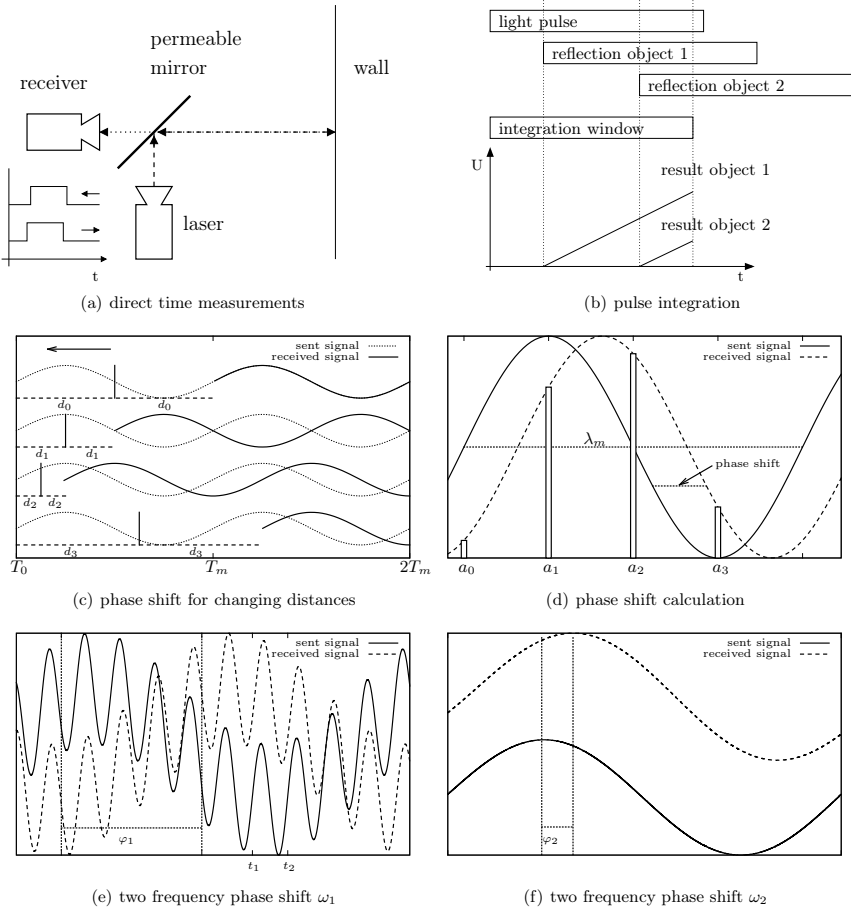 permeable
mirror
wall
receiver
laser
t
(a) direct time measurements
light pulse
reflection object 1
reflection object 2
integration window
U
result object 1
result object 2
t
(b) pulse integration
sent signal
received signal
d0 d0
d1 d1
d2 d2
d3 d3
T0 Tm 2Tm
(c) phase shift for changing distances
sent signal
received signal
λm
phase shift
a0 a1 a2 a3
(d) phase shift calculation
sent signal
received signal
φ1
t1 t2
(e) two frequency phase shift ω1
sent signal
received signal
φ2
(f) two frequency phase shift ω2